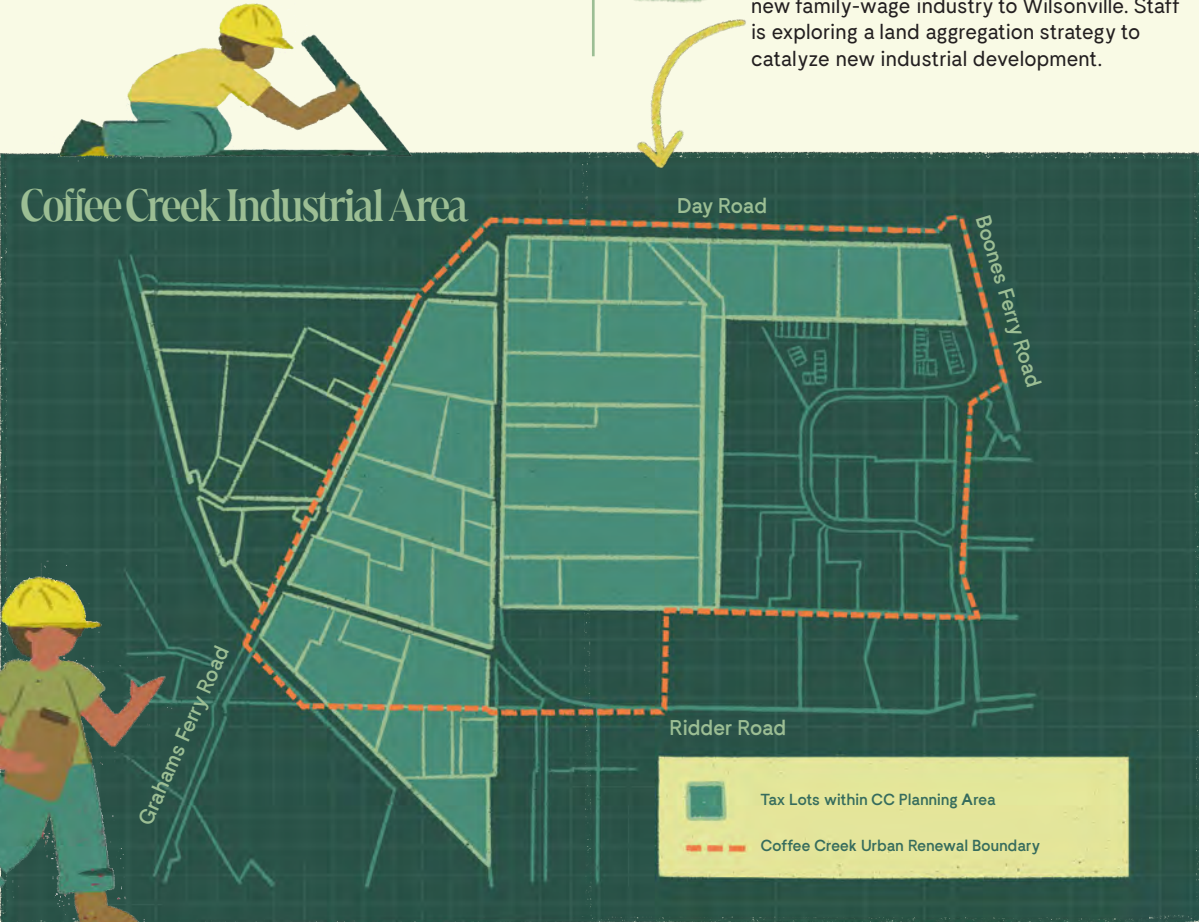 new family-wage industry to Wilsonville. Staff
is exploring a land aggregation strategy to
catalyze new industrial development.
Coffee Creek Industrial Area
Day Road
Boones Ferry Road
Grahams Ferry Road
Ridder Road
Tax Lots within CC Planning Area
Coffee Creek Urban Renewal Boundary